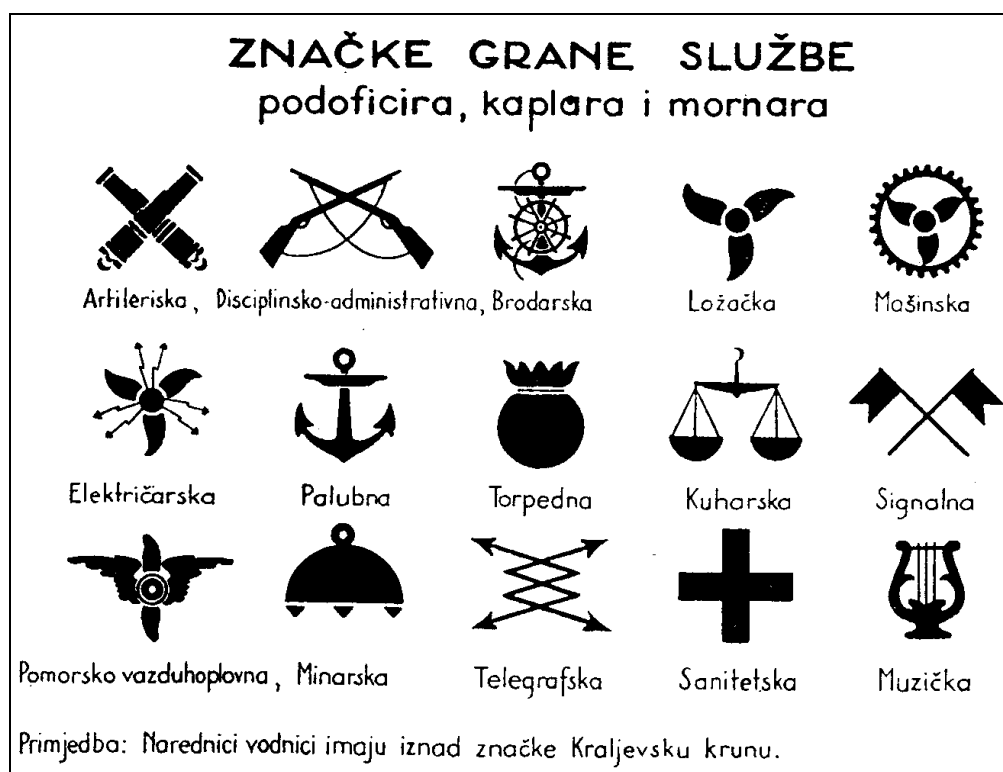 ZNAČKE GRANE SLUŽBE
podoficira, kaplara i mornara
Artileriska, Disciplinsko-administrativna, Brodarska Ložačka Mašinska
Električarska Palubna Torpedna Kuharska Signalna
Pomorsko vazduhoplovna, Minarska Telegrafska Sanitetska Muzička
Primjedba: Narednici vodnici imaju iznad značke Kraljevsku krunu.